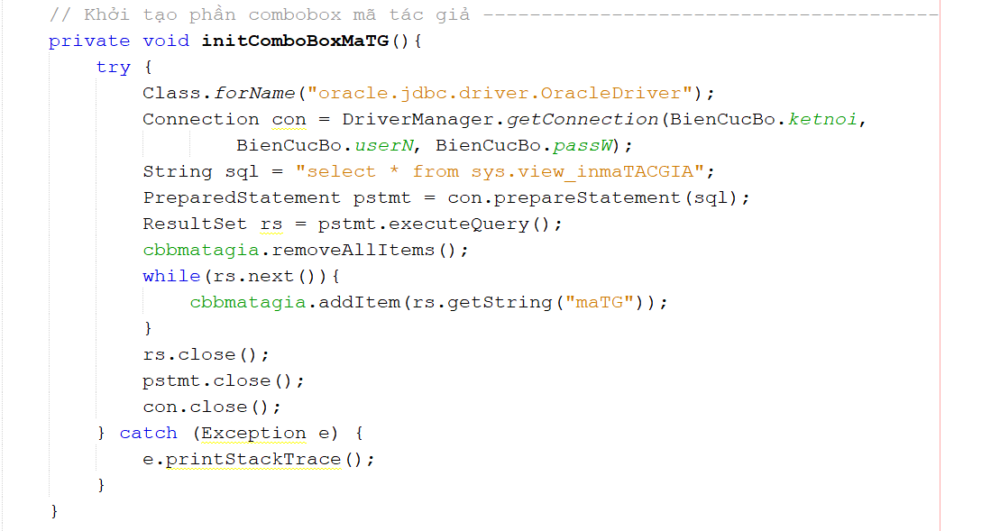 // Khởi tạo phần combobox mã tác giả ---------------------------------------
private void initComboBoxMaTG(){
try {
Class.forName("oracle.jdbc.driver.OracleDriver");
Connection con = DriverManager.getConnection(BienCucBo.ketnoi,
BienCucBo.userN, BienCucBo.passW);
String sql = "select * from sys.view_inmaTACGIA";
PreparedStatement pstmt = con.prepareStatement(sql);
ResultSet rs = pstmt.executeQuery();
cbbmatagia.removeAllItems();
while(rs.next()){
cbbmatagia.addItem(rs.getString("maTG"));
}
rs.close();
pstmt.close();
con.close();
} catch (Exception e) {
e.printStackTrace();
}
}